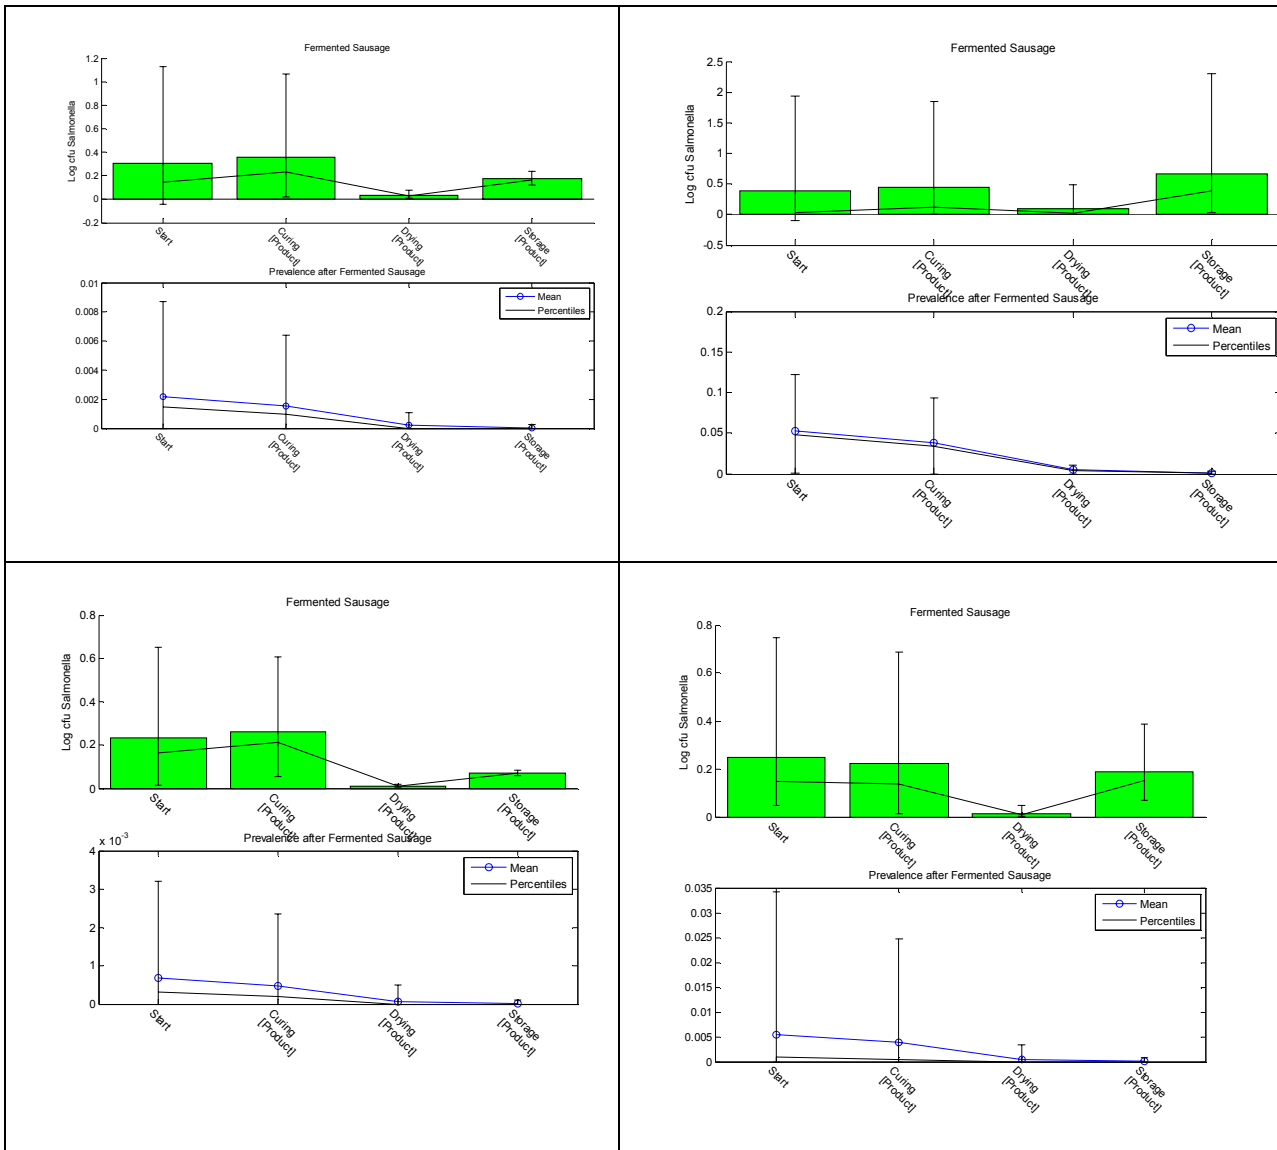 Fermented Sausage
Log cfu Salmonella
1.2
1
0.8
0.6
0.4
0.2
0
-0.2
Start
Curing
[Product]
Drying
[Product]
Storage
[Product]
Prevalence after Fermented Sausage
0.01
0.008
0.006
0.004
0.002
0
Mean
Percentiles
Start
Curing
[Product]
Drying
[Product]
Storage
[Product]
Fermented Sausage
Log cfu Salmonella
2.5
2
1.5
1
0.5
0
-0.5
Start
Curing
[Product]
Drying
[Product]
Storage
[Product]
Prevalence after Fermented Sausage
0.2
0.15
0.1
0.05
0
Mean
Percentiles
Start
Curing
[Product]
Drying
[Product]
Storage
[Product]
Fermented Sausage
Log cfu Salmonella
0.8
0.6
0.4
0.2
0
Start
Curing
[Product]
Drying
[Product]
Storage
[Product]
x 10-3
Prevalence after Fermented Sausage
4
3
2
1
0
Mean
Percentiles
Start
Curing
[Product]
Drying
[Product]
Storage
[Product]
Fermented Sausage
Log cfu Salmonella
0.8
0.6
0.4
0.2
0
Start
Curing
[Product]
Drying
[Product]
Storage
[Product]
Prevalence after Fermented Sausage
0.035
0.03
0.025
0.02
0.015
0.01
0.005
0
Mean
Percentiles
Start
Curing
[Product]
Drying
[Product]
Storage
[Product]